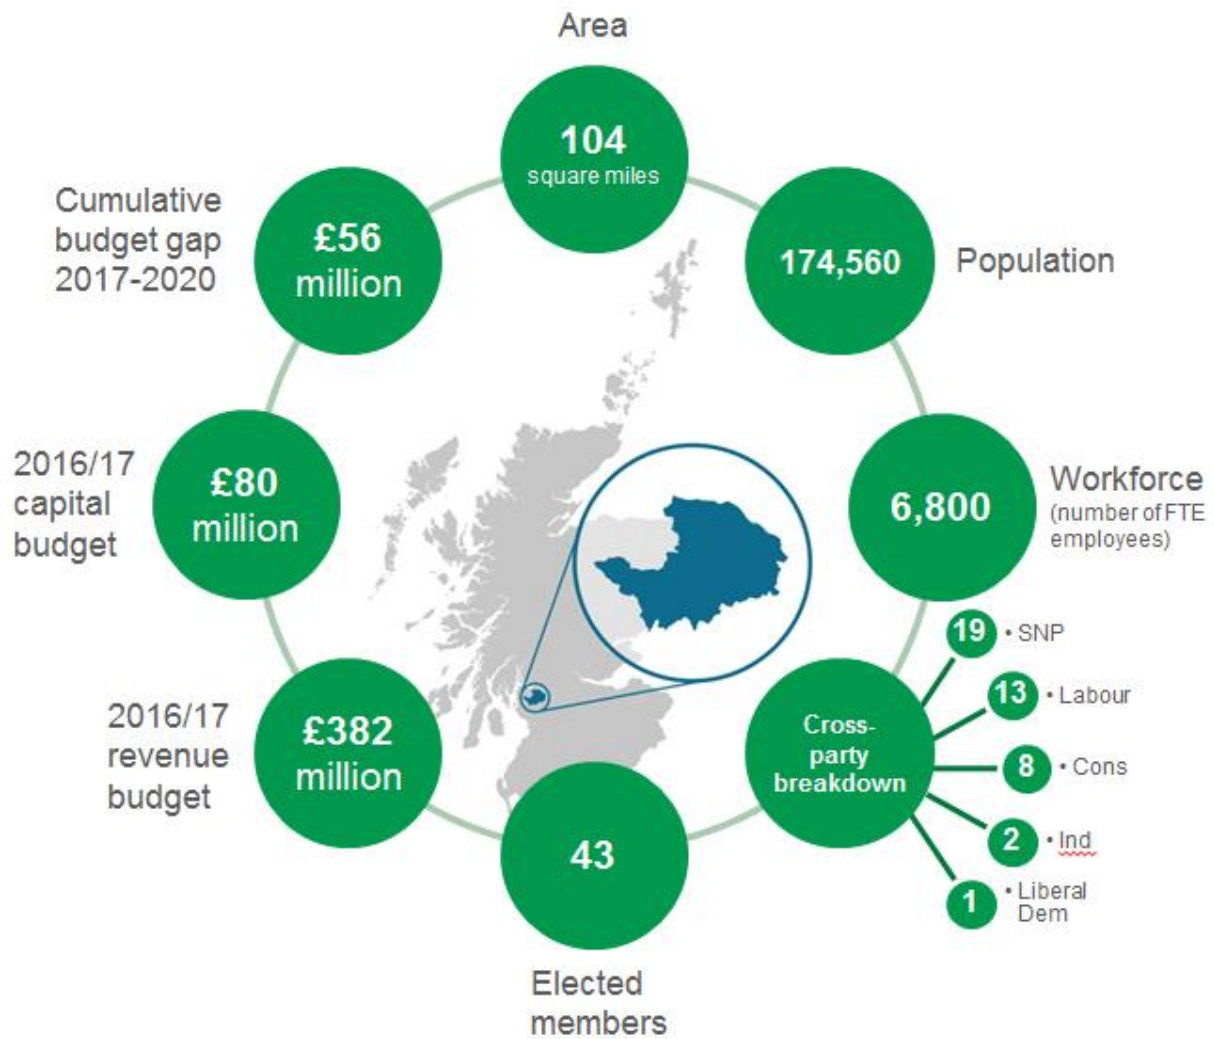 Area
104
square miles
174,560
Population
6,800
Workforce
(number of FTE
employees)
Cross-
party
breakdown
19 • SNP
13 • Labour
8 • Cons
2 • Ind
1 • Liberal
Dem
43
Elected
members
£382
million
2016/17
revenue
budget
£80
million
2016/17
capital
budget
£56
million
Cumulative
budget gap
2017-2020